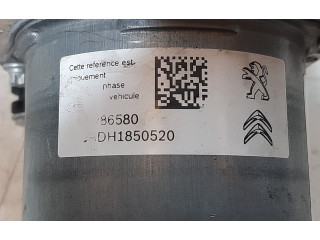 Cette reference est
uniquement
phase
vehicule
86580
DH1850520